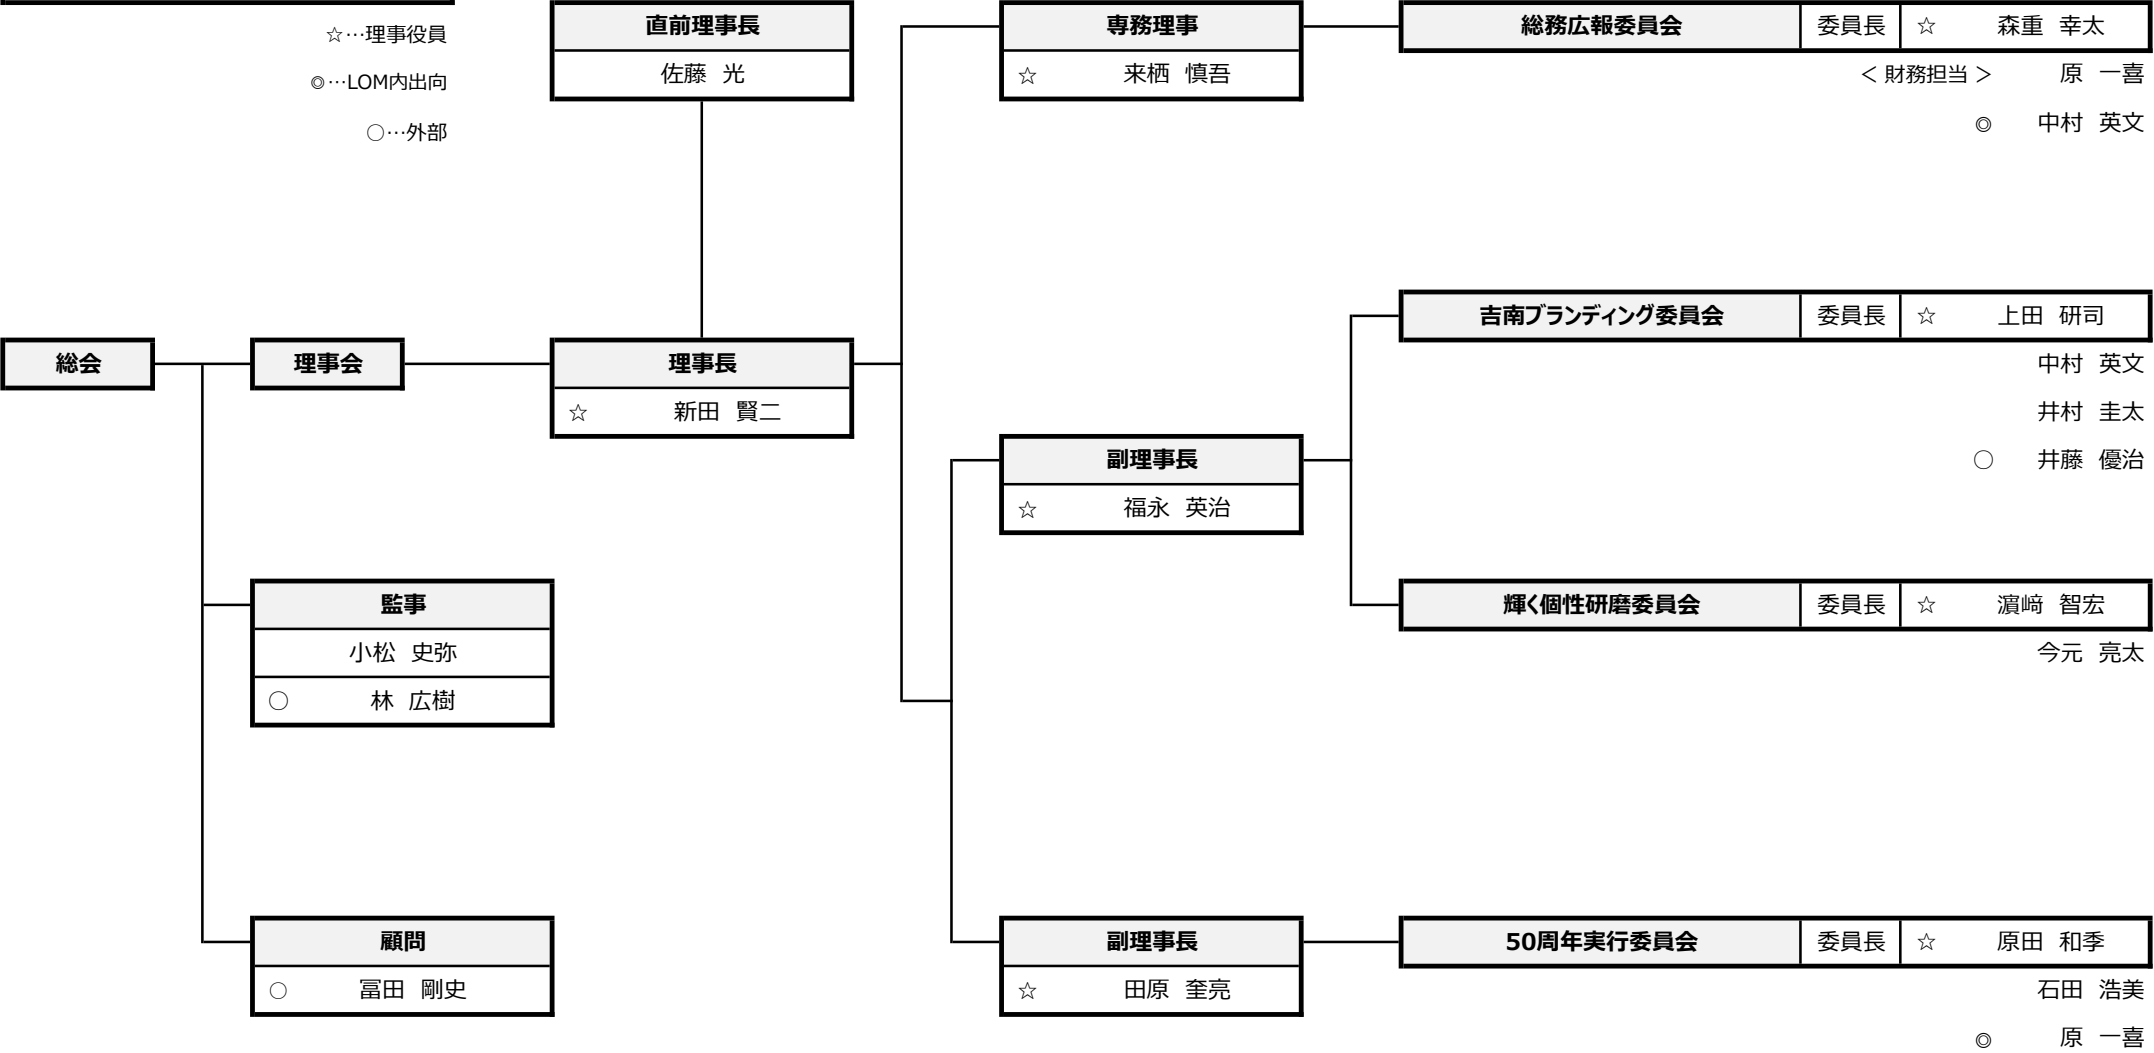 ☆…理事役員
◎…LOM内出向
○…外部
直前理事長
佐藤 光
専務理事
☆ 来栖 慎吾
総務広報委員会 委員長 ☆ 森重 幸太
＜ 財務担当 ＞ 原 一喜
◎ 中村 英文
総会
理事会
理事長
☆ 新田 賢二
副理事長
☆ 福永 英治
吉南ブランディング委員会 委員長 ☆ 上田 研司
中村 英文
井村 圭太
○ 井藤 優治
輝く個性研磨委員会 委員長 ☆ 濵﨑 智宏
今元 亮太
監事
小松 史弥
○ 林 広樹
顧問
○ 冨田 剛史
副理事長
☆ 田原 奎亮
50周年実行委員会 委員長 ☆ 原田 和季
石田 浩美
◎ 原 一喜